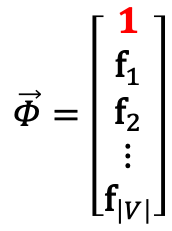 1
f₁
f₂
𝛷⃗ = ⋮
f|V|